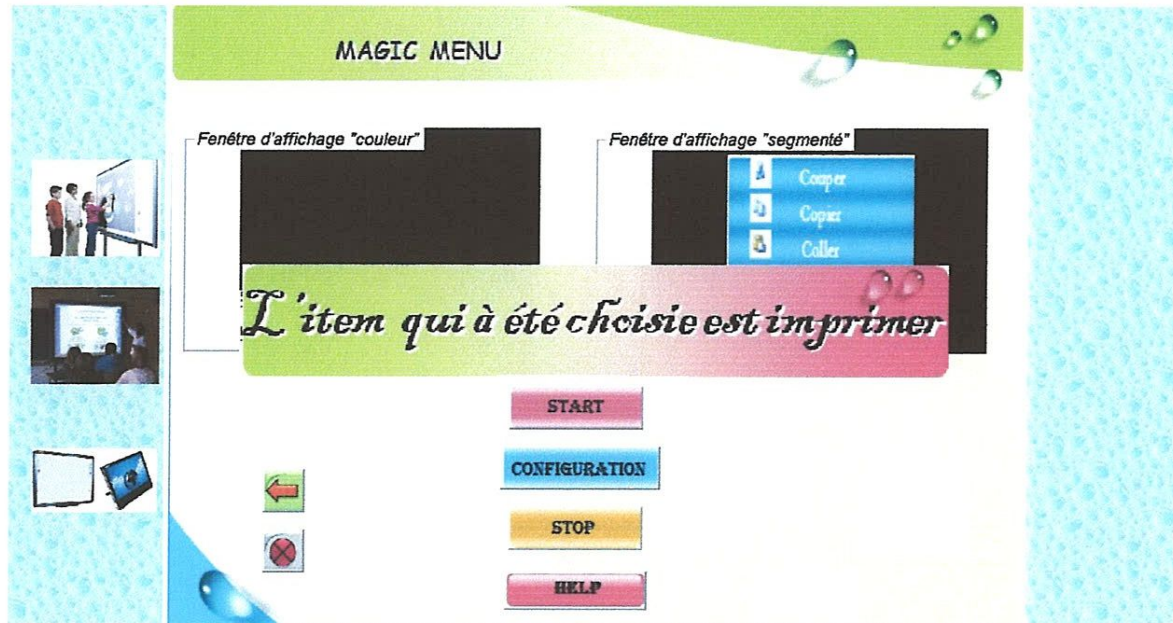 MAGIC MENU
Fenêtre d'affichage "couleur"
Fenêtre d'affichage "segmenté"
Couper
Copier
Coller
L'item qui à été choisie est imprimer
START
CONFIGURATION
STOP
HELP